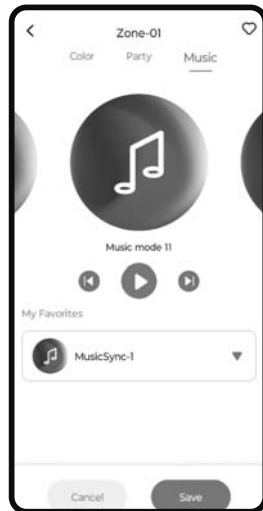 Zone-01
Color Party Music
Music mode 11
My Favorites
MusicSync-1
Cancel Save